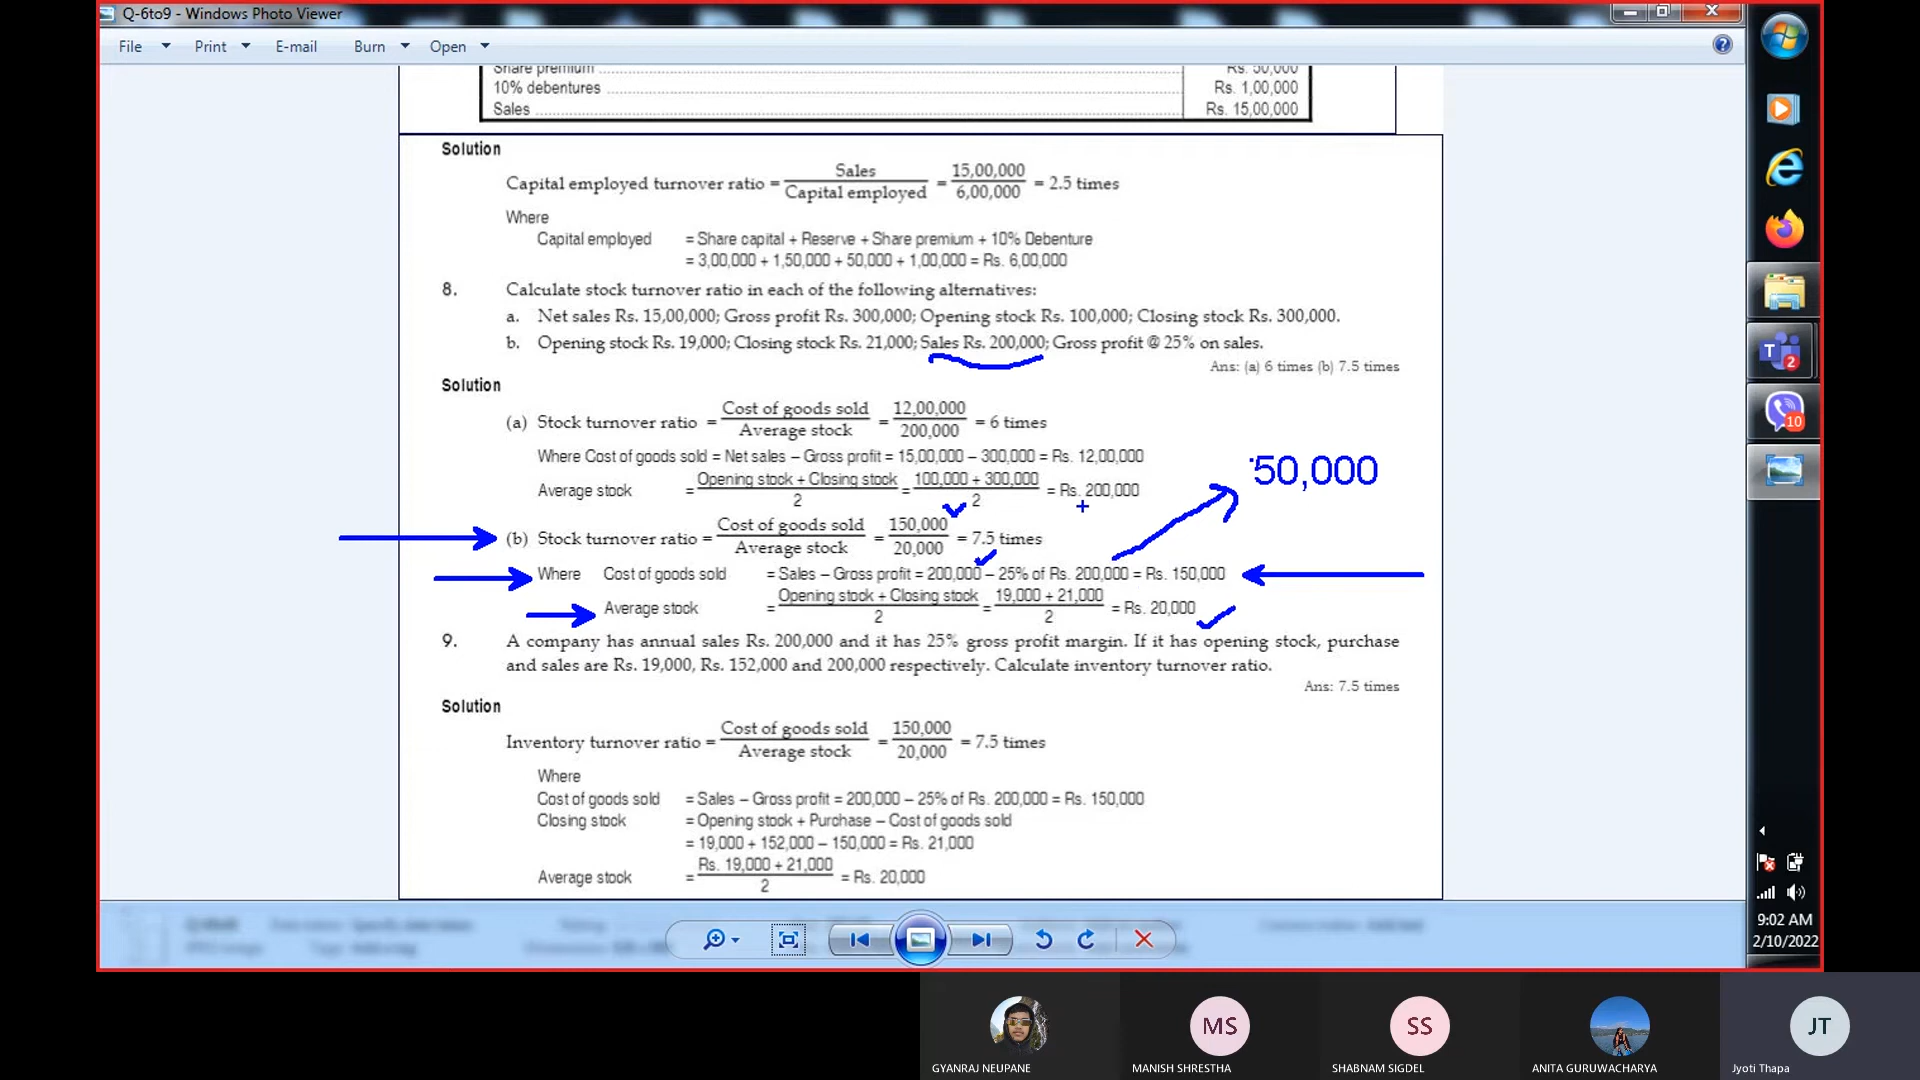 Q-6to9 - Windows Photo Viewer
File Print E-mail Burn Open
Share premium Rs. 50,000
10% debentures Rs. 1,00,000
Sales Rs. 15,00,000
Solution
Capital employed turnover ratio = Sales / Capital employed = 15,00,000 / 6,00,000 = 2.5 times
Where
Capital employed = Share capital + Reserve + Share premium + 10% Debenture
= 3,00,000 + 1,50,000 + 50,000 + 1,00,000 = Rs. 6,00,000
8. Calculate stock turnover ratio in each of the following alternatives:
a. Net sales Rs. 15,00,000; Gross profit Rs. 300,000; Opening stock Rs. 100,000; Closing stock Rs. 300,000.
b. Opening stock Rs. 19,000; Closing stock Rs. 21,000; Sales Rs. 200,000; Gross profit @ 25% on sales.
Ans: (a) 6 times (b) 7.5 times
Solution
(a) Stock turnover ratio = Cost of goods sold / Average stock = 12,00,000 / 200,000 = 6 times
Where Cost of goods sold = Net sales – Gross profit = 15,00,000 – 300,000 = Rs. 12,00,000
50,000
Average stock = Opening stock + Closing stock / 2 = 100,000 + 300,000 / 2 = Rs. 200,000
(b) Stock turnover ratio = Cost of goods sold / Average stock = 150,000 / 20,000 = 7.5 times
Where Cost of goods sold = Sales – Gross profit = 200,000 – 25% of Rs. 200,000 = Rs. 150,000
Average stock = Opening stock + Closing stock / 2 = 19,000 + 21,000 / 2 = Rs. 20,000
9. A company has annual sales Rs. 200,000 and it has 25% gross profit margin. If it has opening stock, purchase
and sales are Rs. 19,000, Rs. 152,000 and 200,000 respectively. Calculate inventory turnover ratio.
Ans: 7.5 times
Solution
Inventory turnover ratio = Cost of goods sold / Average stock = 150,000 / 20,000 = 7.5 times
Where
Cost of goods sold = Sales – Gross profit = 200,000 – 25% of Rs. 200,000 = Rs. 150,000
Closing stock = Opening stock + Purchase – Cost of goods sold
= 19,000 + 152,000 – 150,000 = Rs. 21,000
Average stock = Rs. 19,000 + 21,000 / 2 = Rs. 20,000
T 2
10
9:02 AM
2/10/2022
MS SS JT
GYANRAJ NEUPANE MANISH SHRESTHA SHABNAM SIGDEL ANITA GURUWACHARYA Jyoti Thapa